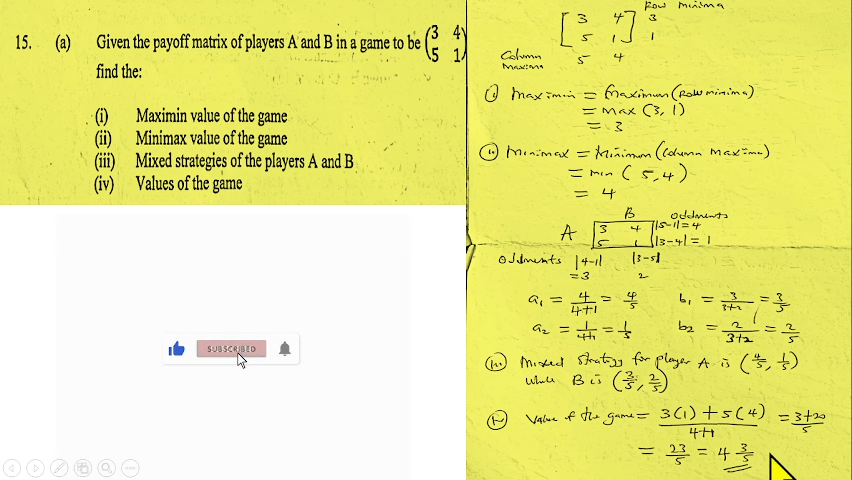 15. (a) Given the payoff matrix of players A and B in a game to be (3 4
5 1)
find the:
(i) Maximin value of the game
(ii) Minimax value of the game
(iii) Mixed strategies of the players A and B
(iv) Values of the game
SUBSCRIBED
Row minima
[3 4] 3
[5 1] 1
Column Maxima 5 4
(i) Maximin = Maximum (Row minima)
= max (3, 1)
= 3
(ii) Minimax = Minimum (Column Maxima)
= min (5, 4)
= 4
B Oddments
A 3 4 |5-1| = 4
5 1 |3-4| = 1
Oddments |4-1| |3-5|
= 3 2
a1 = 4/4+1 = 4/5 b1 = 3/3+2 = 3/5
a2 = 1/4+1 = 1/5 b2 = 2/3+2 = 2/5
(iii) Mixed Strategy for player A is (4/5, 1/5)
while B is (3/5, 2/5)
Value of the game = 3(1) + 5(4)/4+1 = 3+20/5
= 23/5 = 4 3/5